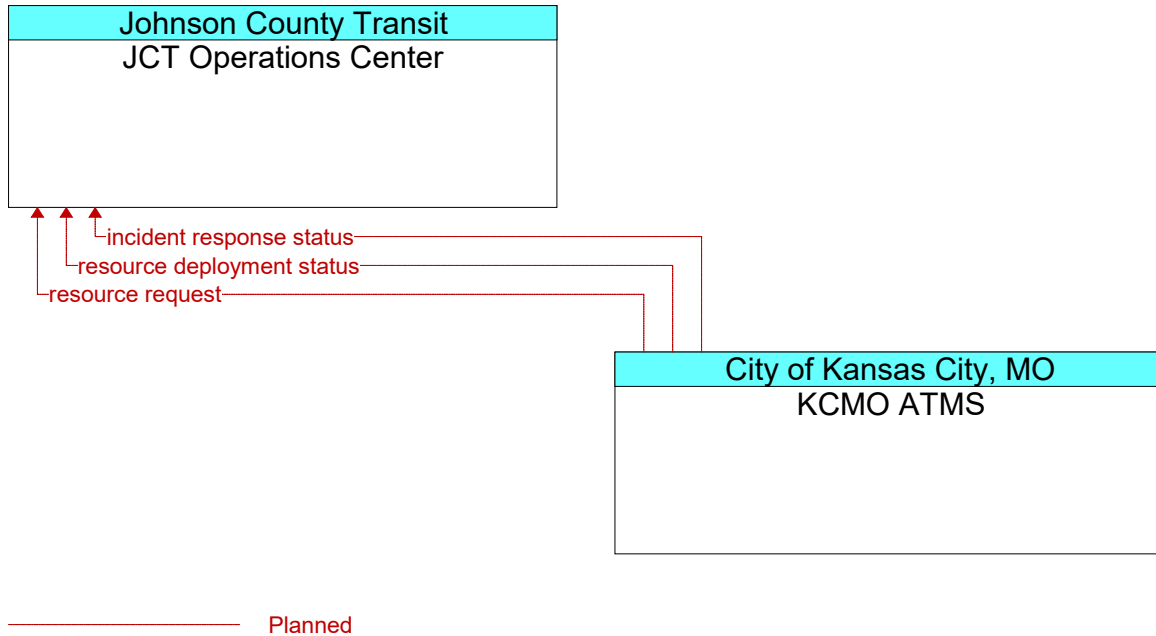 Johnson County Transit
JCT Operations Center
incident response status
resource deployment status
resource request
City of Kansas City, MO
KCMO ATMS
Planned